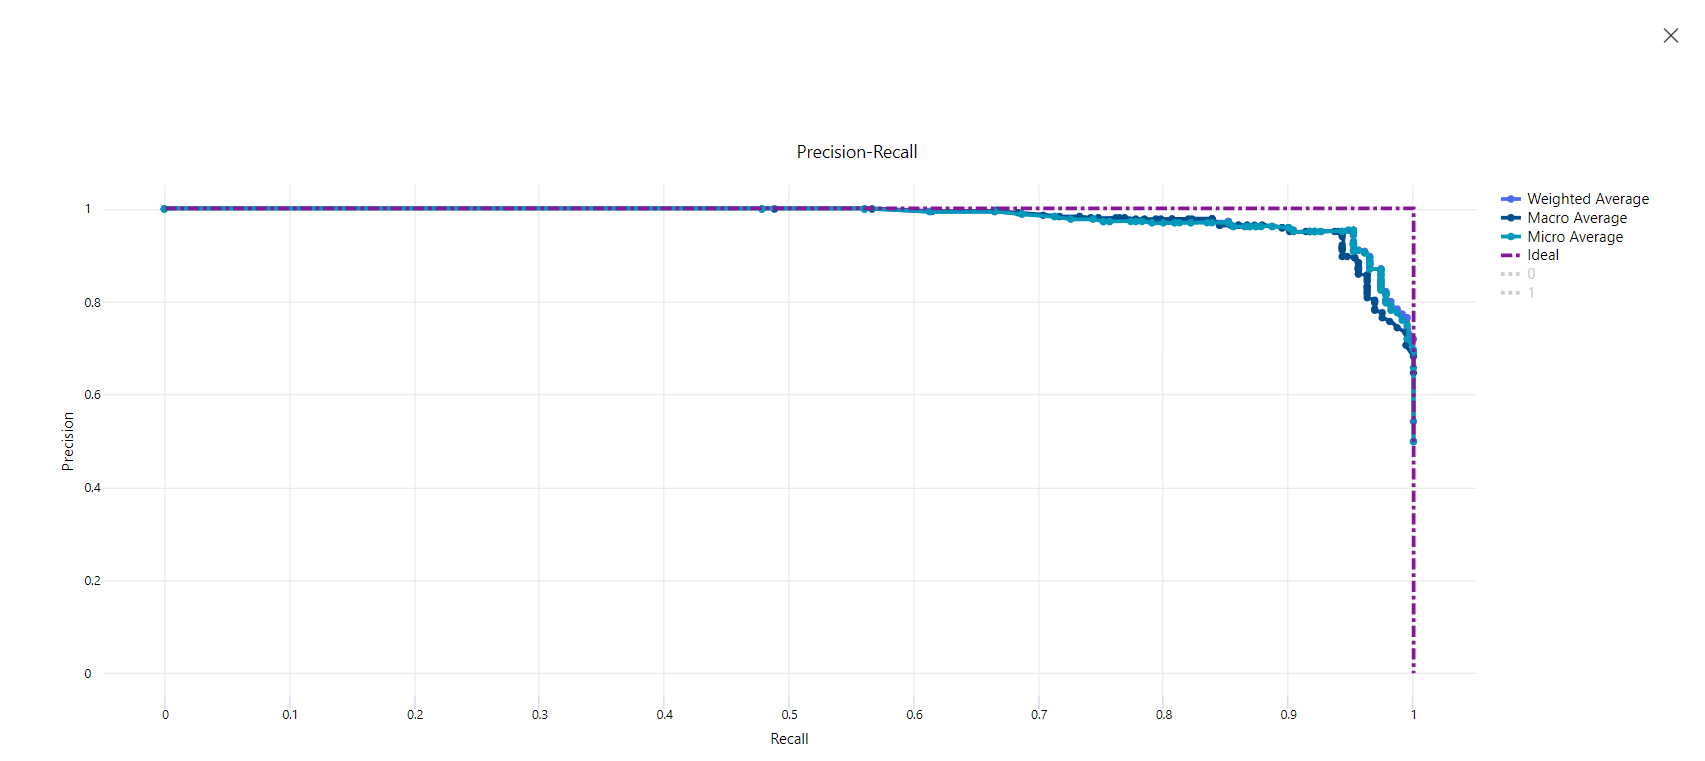 Precision-Recall
1
0.8
0.6
0.4
0.2
0
Precision
0
0.1
0.2
0.3
0.4
0.5
0.6
0.7
0.8
0.9
1
Recall
Weighted Average
Macro Average
Micro Average
Ideal
0
1